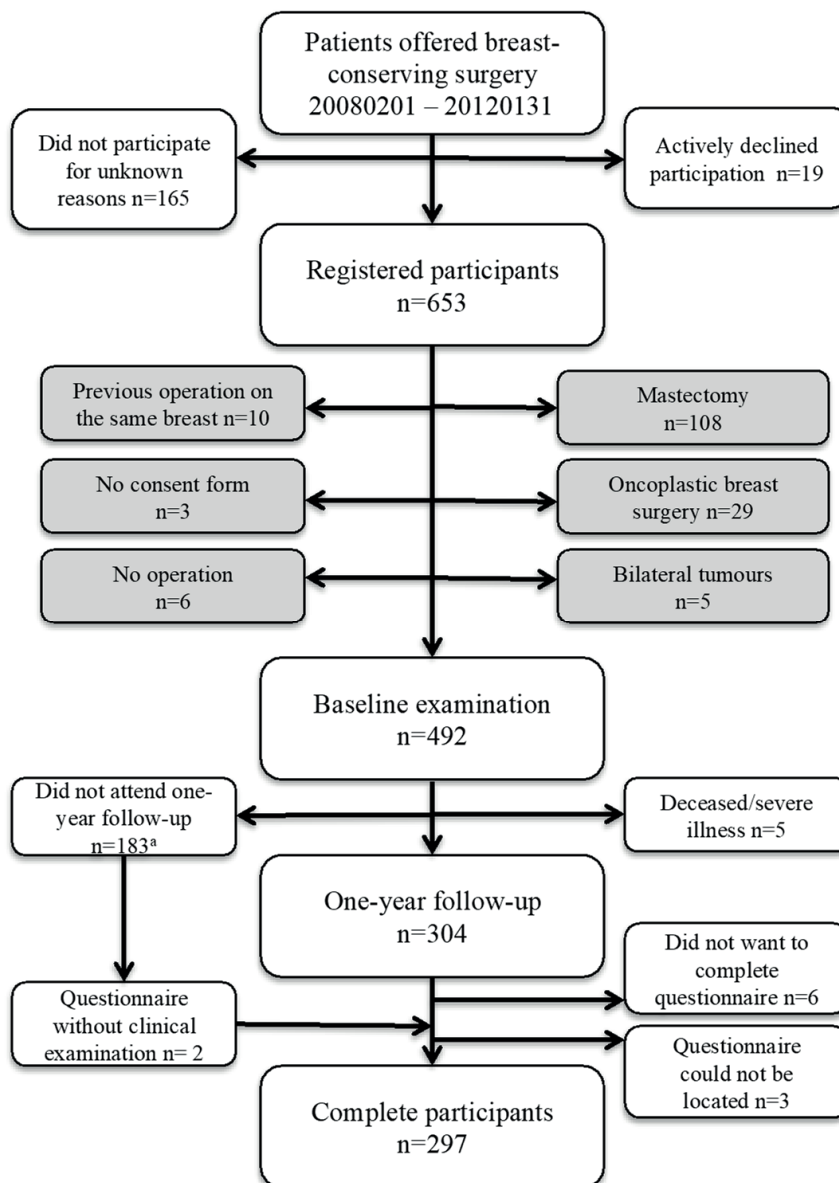 Patients offered breast-
conserving surgery
20080201 – 20120131
Did not participate
for unknown
reasons n=165
Actively declined
participation n=19
Registered participants
n=653
Previous operation on
the same breast n=10
Mastectomy
n=108
No consent form
n=3
Oncoplastic breast
surgery n=29
No operation
n=6
Bilateral tumours
n=5
Baseline examination
n=492
Did not attend one-
year follow-up
n=183ᵃ
Deceased/severe
illness n=5
One-year follow-up
n=304
Did not want to
complete
questionnaire n=6
Questionnaire
without clinical
examination n= 2
Questionnaire
could not be
located n=3
Complete participants
n=297